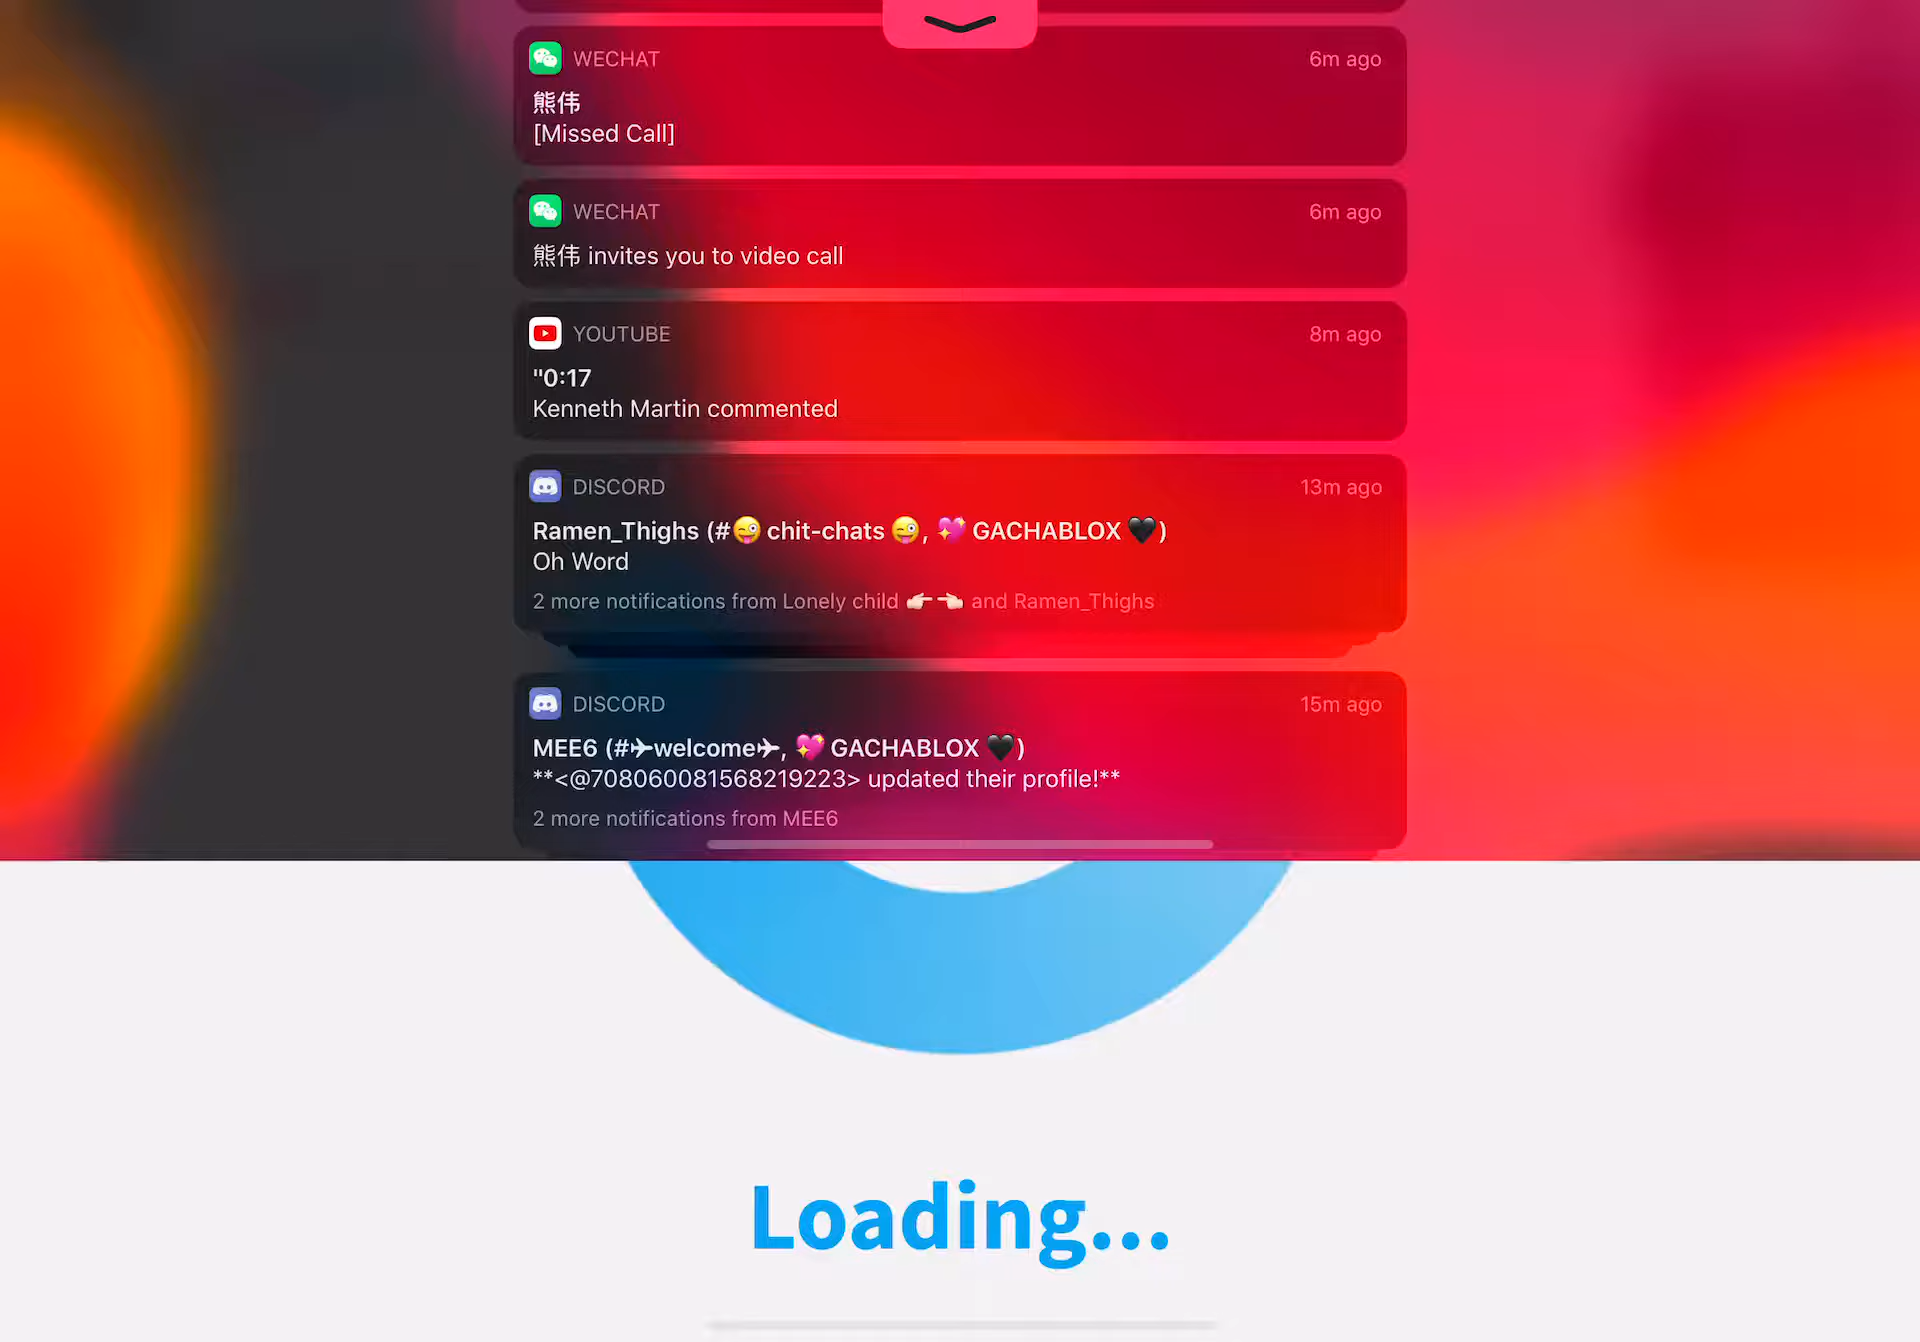 WECHAT
6m ago
熊伟
[Missed Call]
WECHAT
6m ago
熊伟 invites you to video call
YOUTUBE
8m ago
"0:17
Kenneth Martin commented
DISCORD
13m ago
Ramen_Thighs (#😜 chit-chats 😜, 💖 GACHABLOX 🖤)
Oh Word
2 more notifications from Lonely child 👉🏻👈🏻 and Ramen_Thighs
DISCORD
15m ago
MEE6 (#✈welcome✈, 💖 GACHABLOX 🖤)
**<@708060081568219223> updated their profile!**
2 more notifications from MEE6
Loading...